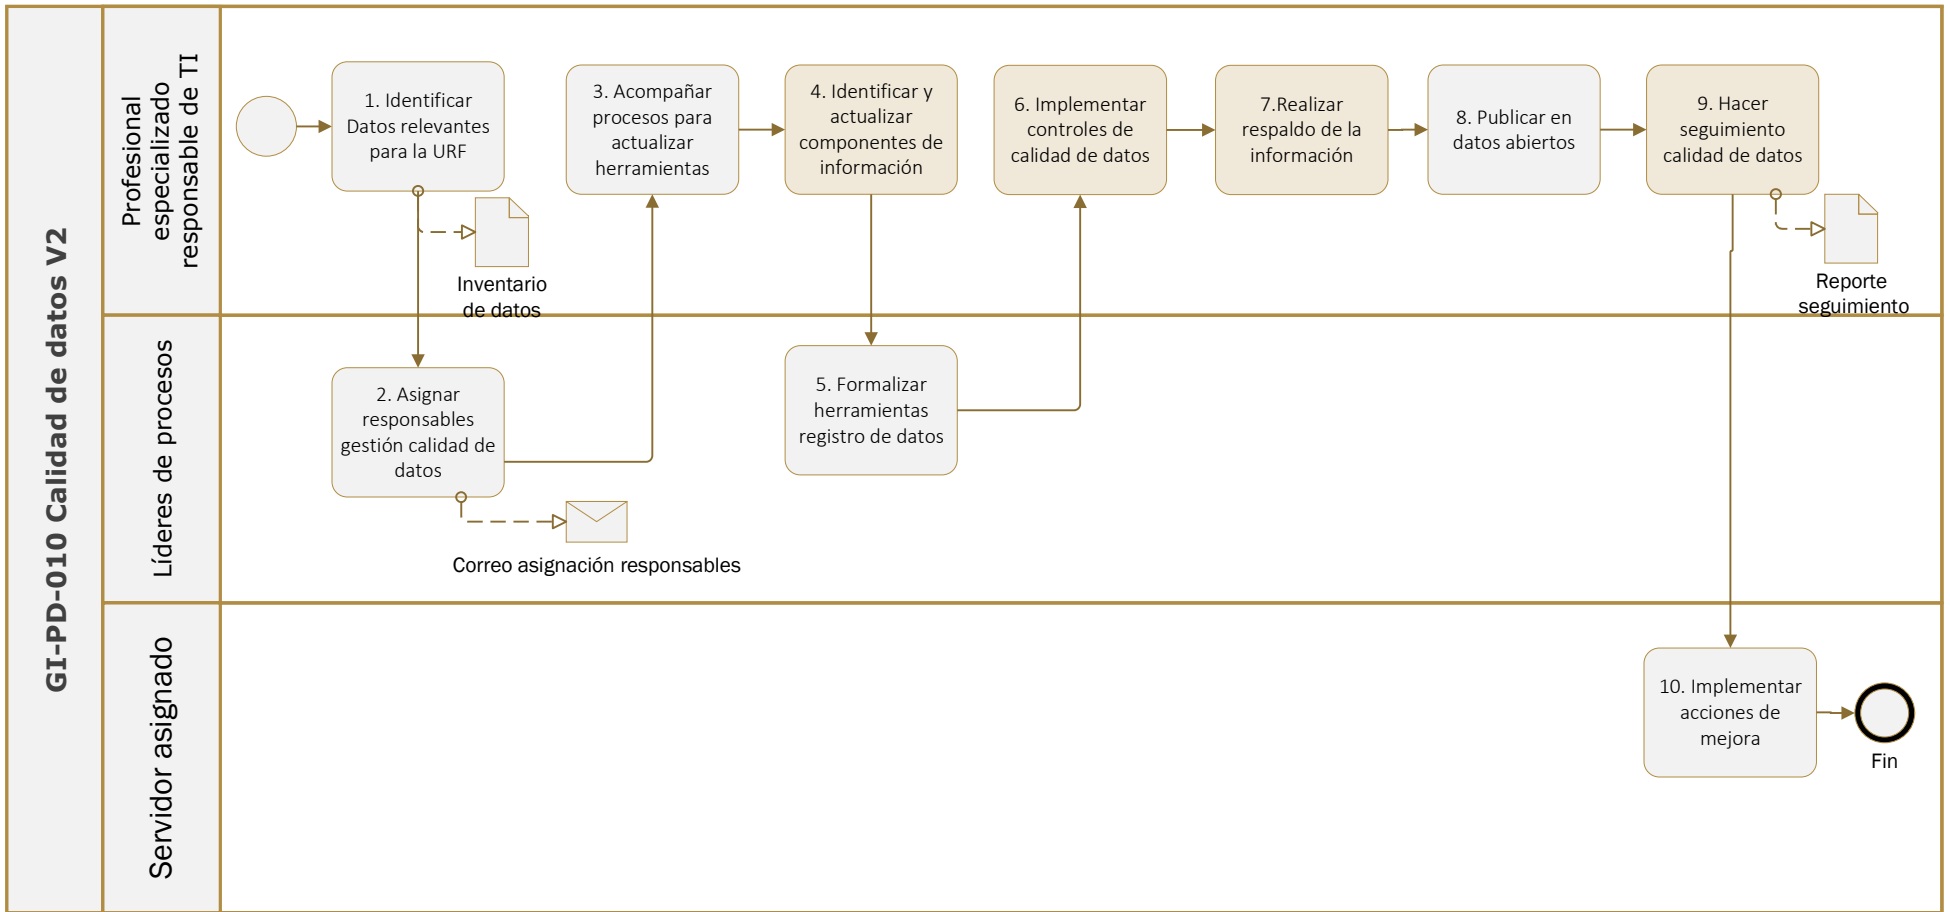 GI-PD-010 Calidad de datos V2
Profesional
especializado
responsable de TI
1. Identificar
Datos relevantes
para la URF
Inventario
de datos
3. Acompañar
procesos para
actualizar
herramientas
4. Identificar y
actualizar
componentes de
información
6. Implementar
controles de
calidad de datos
7.Realizar
respaldo de la
información
8. Publicar en
datos abiertos
9. Hacer
seguimiento
calidad de datos
Reporte
seguimiento
Líderes de procesos
2. Asignar
responsables
gestión calidad de
datos
Correo asignación responsables
5. Formalizar
herramientas
registro de datos
Servidor asignado
10. Implementar
acciones de
mejora
Fin